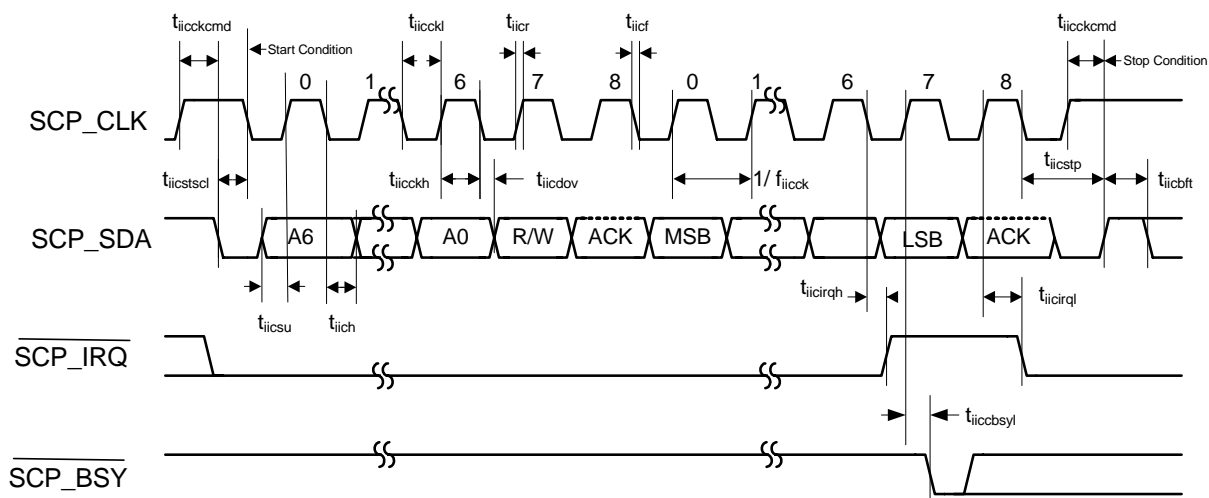 t_iicckcmd t_iicckl t_iicr t_iicf t_iicckcmd
Start Condition Stop Condition
0 1 6 7 8 0 1 6 7 8
SCP_CLK
t_iicstscl t_iicckh t_iicdov 1/ f_iicck t_iicstp t_iicbft
SCP_SDA
A6 A0 R/W ACK MSB LSB ACK
t_iicsu t_iich t_iicirqh t_iicirql
SCP_IRQ
t_iiccbsyl
SCP_BSY